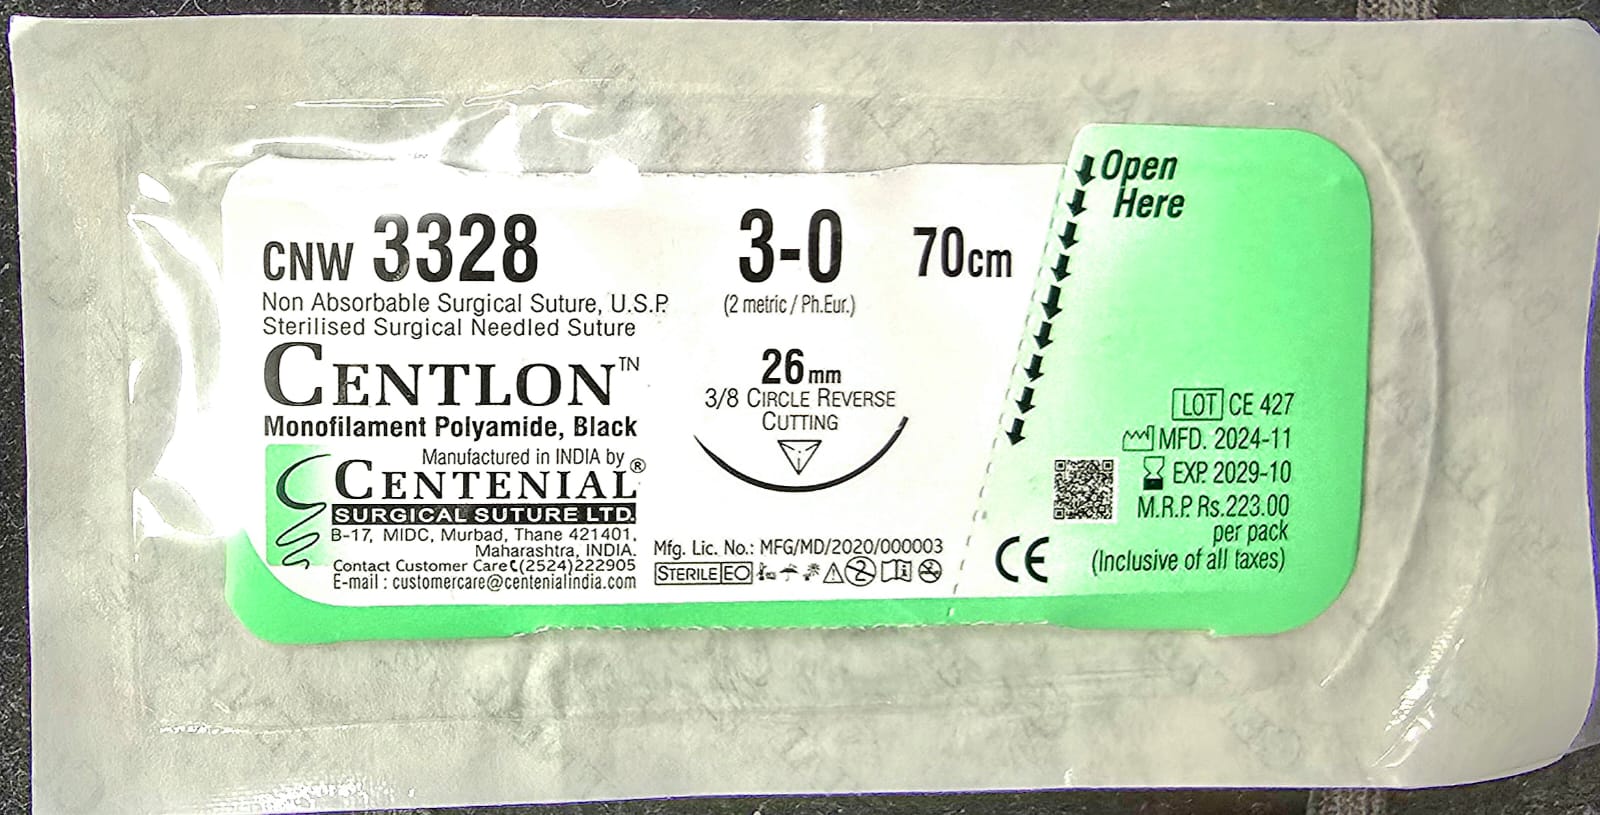 CNW 3328
3-0
70cm
Non Absorbable Surgical Suture, U.S.P.
Sterilised Surgical Needled Suture
(2 metric / Ph.Eur.)
CENTLON™
Monofilament Polyamide, Black
26mm
3/8 CIRCLE REVERSE
CUTTING
Manufactured in INDIA by
CENTENIAL®
SURGICAL SUTURE LTD.
B-17, MIDC, Murbad, Thane 421401,
Maharashtra, INDIA.
Contact Customer Care (2524)222905
E-mail : customercare@centenialindia.com
Mfg. Lic. No.: MFG/MD/2020/000003
STERILE EO
2
Open
Here
LOT CE 427
MFD. 2024-11
EXP. 2029-10
M.R.P. Rs.223.00
per pack
(Inclusive of all taxes)
CE